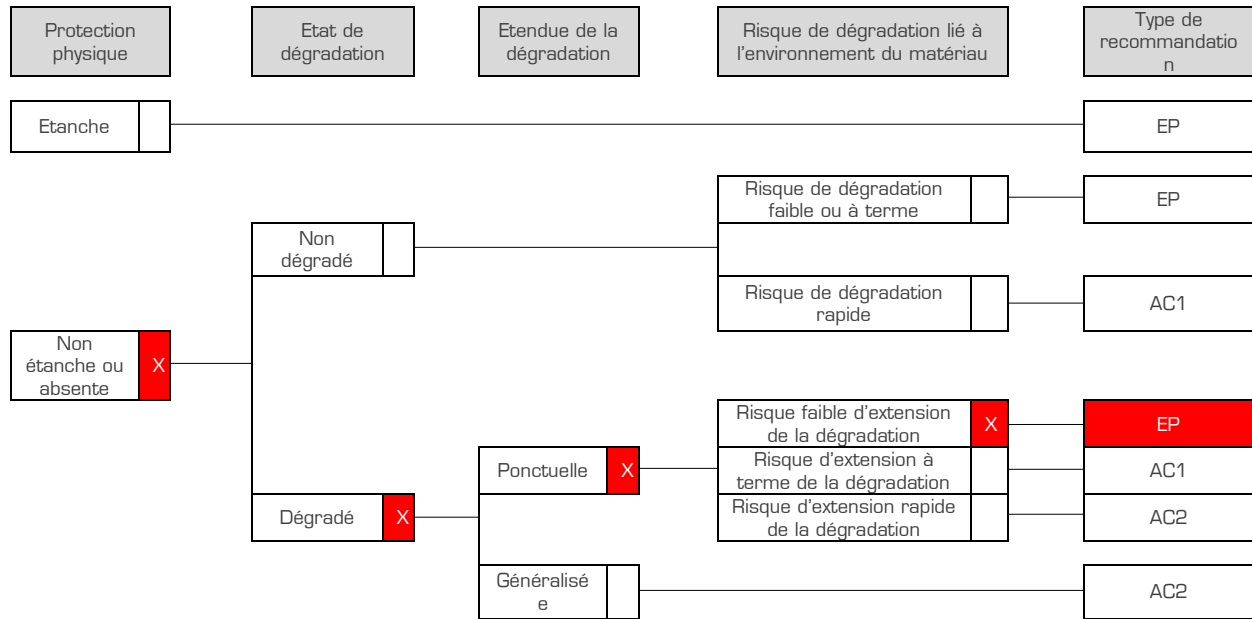 Protection
physique
Etat de
dégradation
Etendue de la
dégradation
Risque de dégradation lié à
l'environnement du matériau
Type de
recommandatio
n
Etanche
EP
Risque de dégradation
faible ou à terme
EP
Non
dégradé
Risque de dégradation
rapide
AC1
Non
étanche ou
absente
X
Risque faible d'extension
de la dégradation
X
EP
Ponctuelle
X
Risque d'extension à
terme de la dégradation
AC1
Dégradé
X
Risque d'extension rapide
de la dégradation
AC2
Généralisé
e
AC2